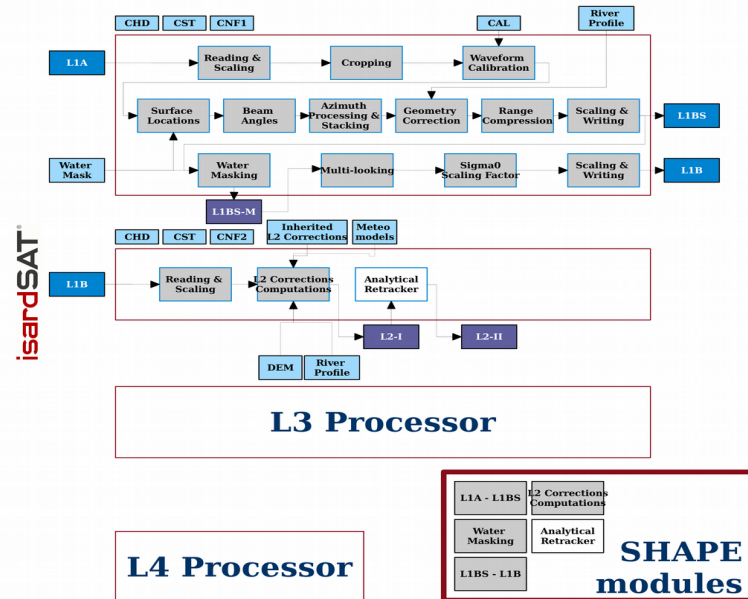 CHD
CST
CNF1
CAL
River
Profile
L1A
Reading &
Scaling
Cropping
Waveform
Calibration
Surface
Locations
Beam
Angles
Azimuth
Processing &
Stacking
Geometry
Correction
Range
Compression
Scaling &
Writing
L1BS
Water
Mask
Water
Masking
Multi-looking
Sigma0
Scaling Factor
Scaling &
Writing
L1B
L1BS-M
isardSAT
CHD
CST
CNF2
Inherited
L2 Corrections
Meteo
models
L1B
Reading &
Scaling
L2 Corrections
Computations
Analytical
Retracker
L2-I
L2-II
DEM
River
Profile
L3 Processor
L4 Processor
L1A - L1BS
L2 Corrections
Computations
Water
Masking
Analytical
Retracker
L1BS - L1B
SHAPE
modules